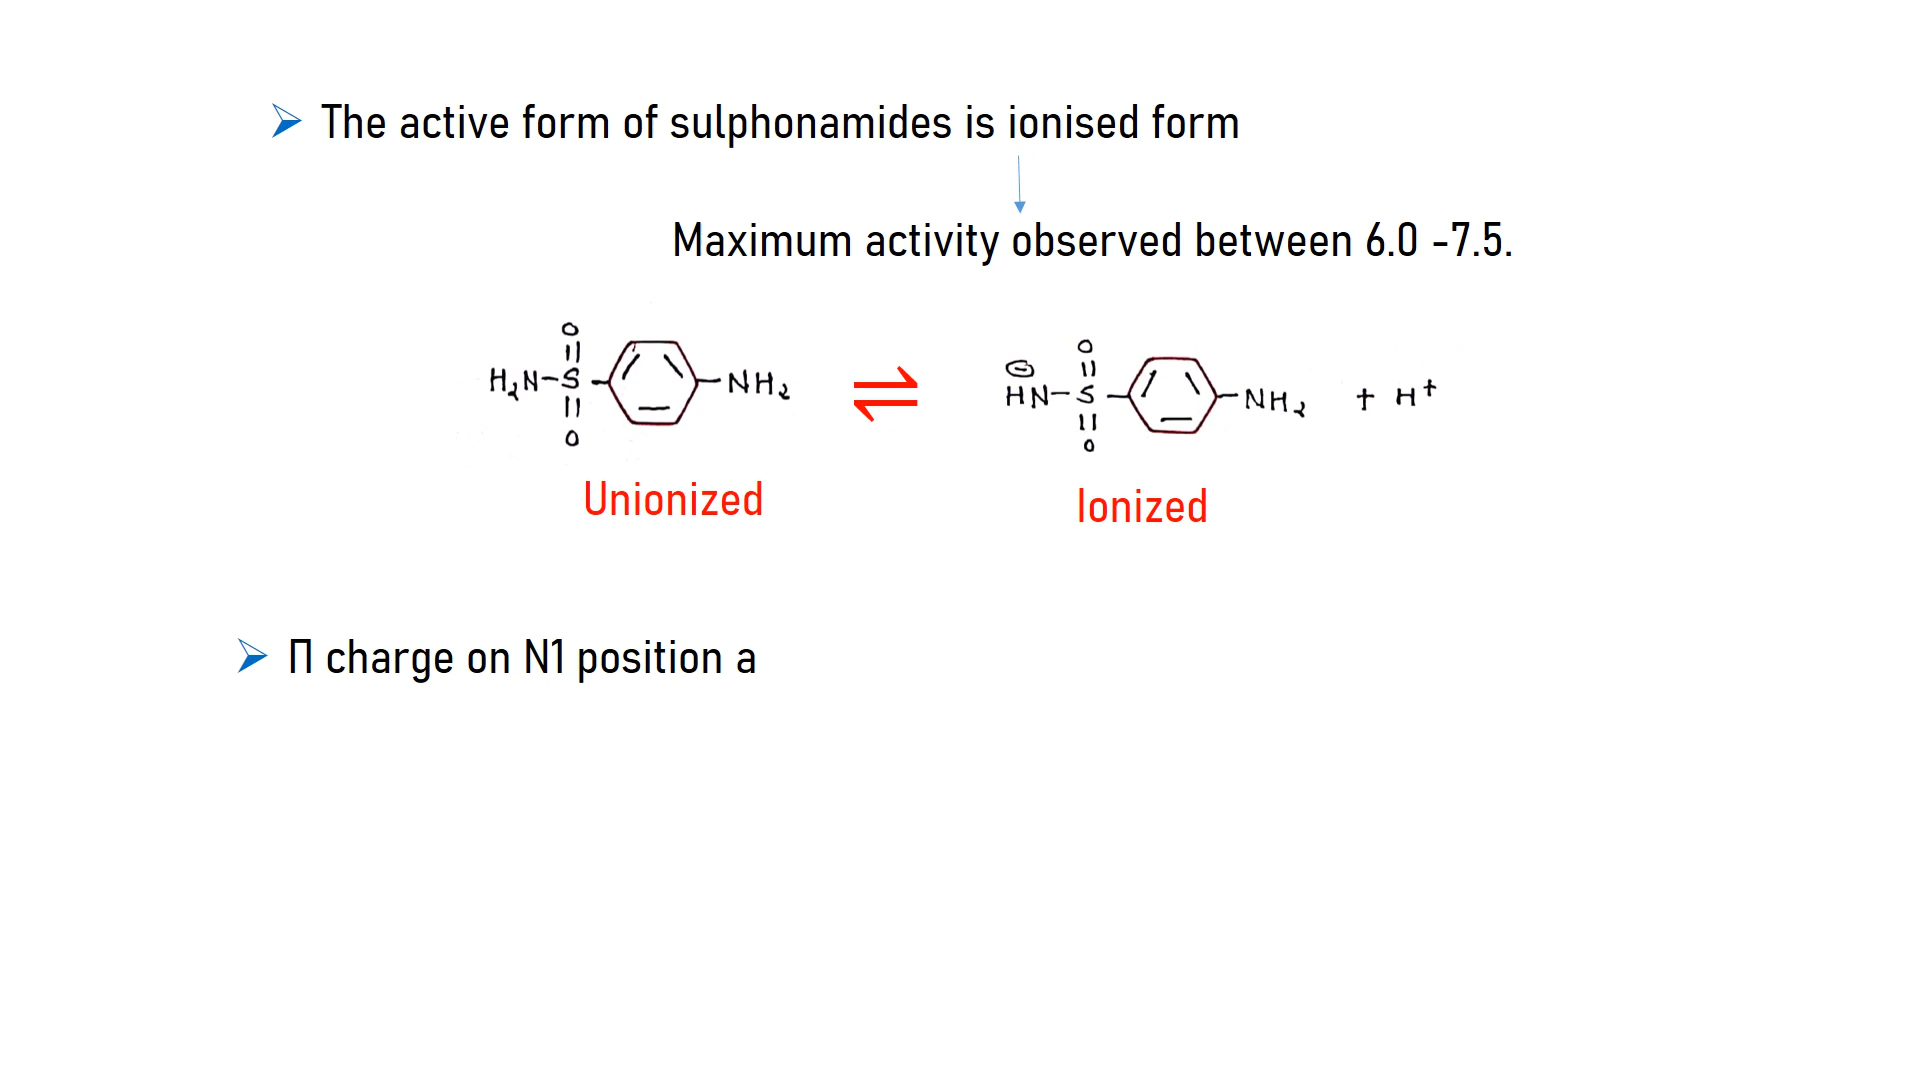 The active form of sulphonamides is ionised form
Maximum activity observed between 6.0 -7.5.
O
H₂N-S-NH₂
O
⇌
⊖
O
HN-S-NH₂ + H⁺
O
Unionized
Ionized
Π charge on N1 position a